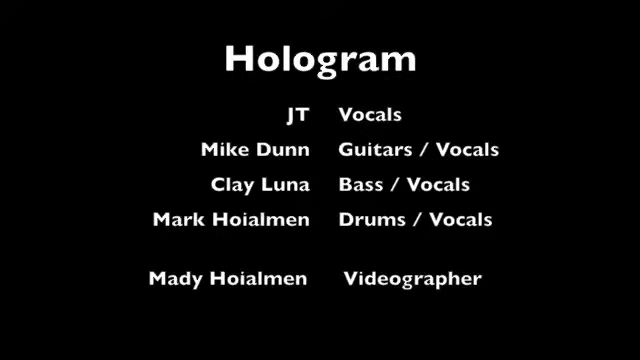 Hologram
JT Vocals
Mike Dunn Guitars / Vocals
Clay Luna Bass / Vocals
Mark Hoialmen Drums / Vocals
Mady Hoialmen Videographer